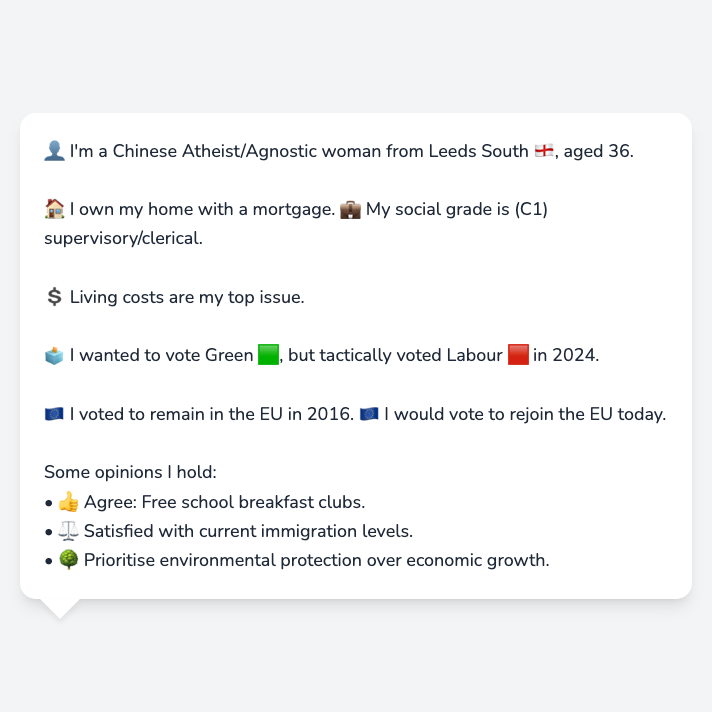 👤 I'm a Chinese Atheist/Agnostic woman from Leeds South 🏴󠁧󠁢󠁥󠁮󠁧󠁿, aged 36.
🏠 I own my home with a mortgage. 💼 My social grade is (C1)
supervisory/clerical.
💲 Living costs are my top issue.
🗳️ I wanted to vote Green 🟩, but tactically voted Labour 🟥 in 2024.
🇪🇺 I voted to remain in the EU in 2016. 🇪🇺 I would vote to rejoin the EU today.
Some opinions I hold:
• 👍 Agree: Free school breakfast clubs.
• ⚖️ Satisfied with current immigration levels.
• 🌳 Prioritise environmental protection over economic growth.